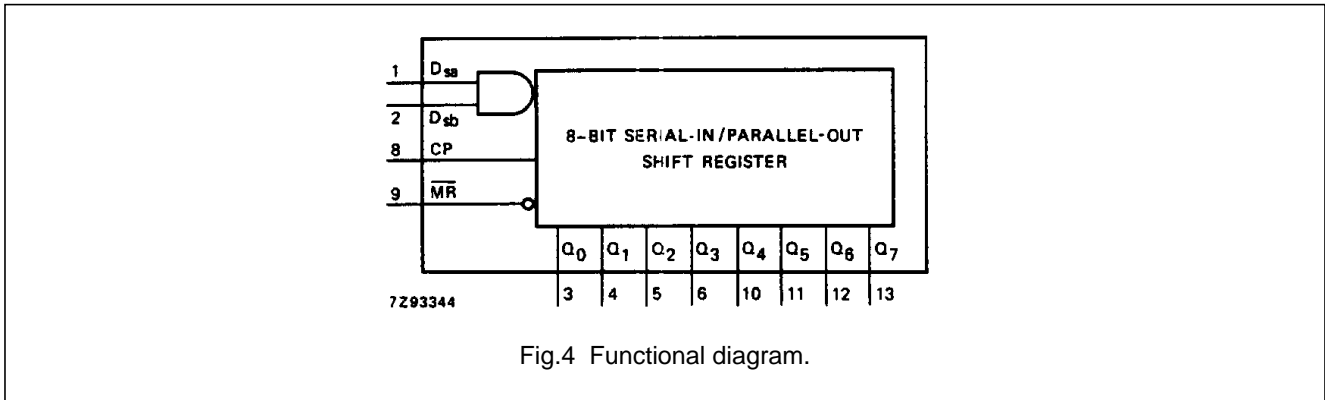 1 Dsa
2 Dsb
8 CP
9 MR
8-BIT SERIAL-IN/PARALLEL-OUT
SHIFT REGISTER
Q0 Q1 Q2 Q3 Q4 Q5 Q6 Q7
3 4 5 6 10 11 12 13
7Z93344
Fig.4 Functional diagram.